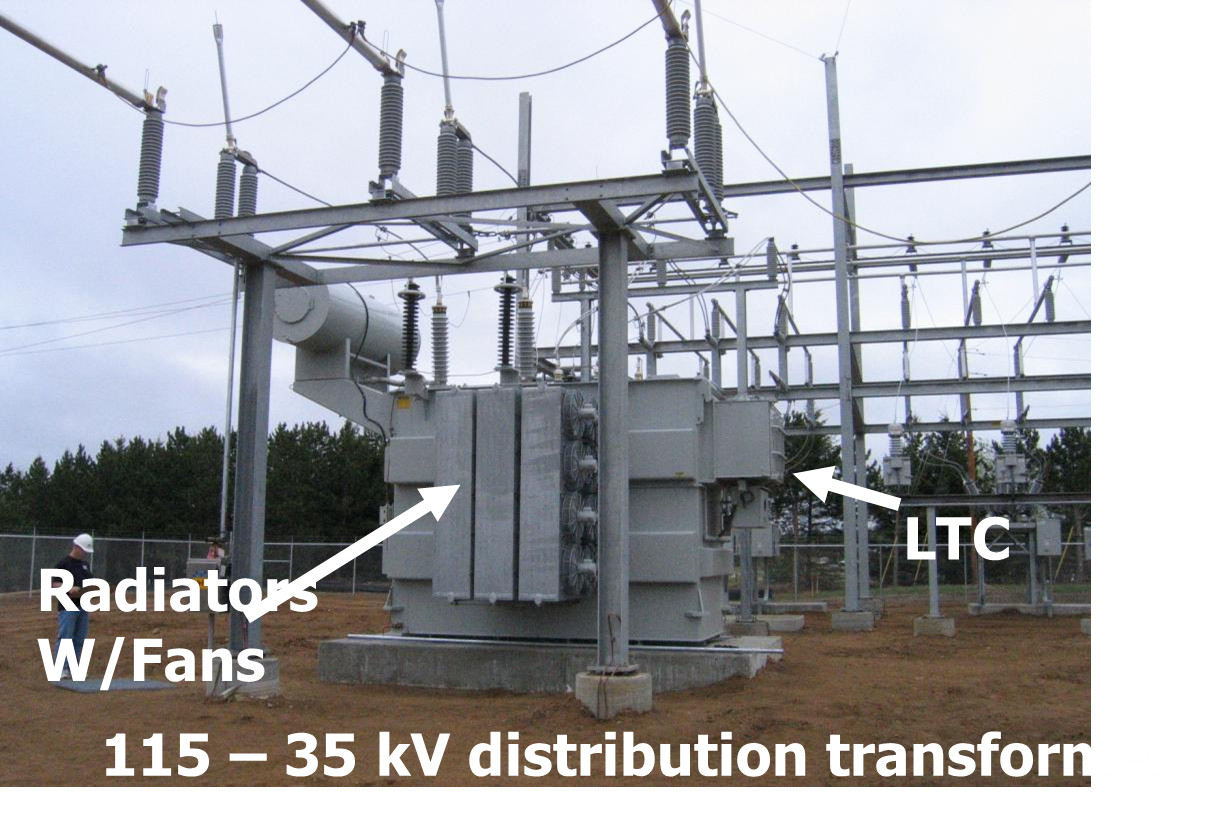 LTC
Radiators
W/Fans
115 – 35 kV distribution transform